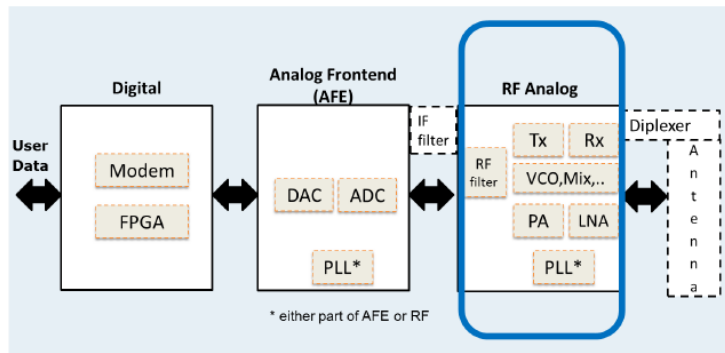 Digital
Analog Frontend
(AFE)
RF Analog
User
Data
Modem
FPGA
DAC
ADC
PLL*
IF
filter
RF
filter
Tx
Rx
VCO,Mix,..
PA
LNA
PLL*
Diplexer
A
n
t
e
n
n
a
* either part of AFE or RF